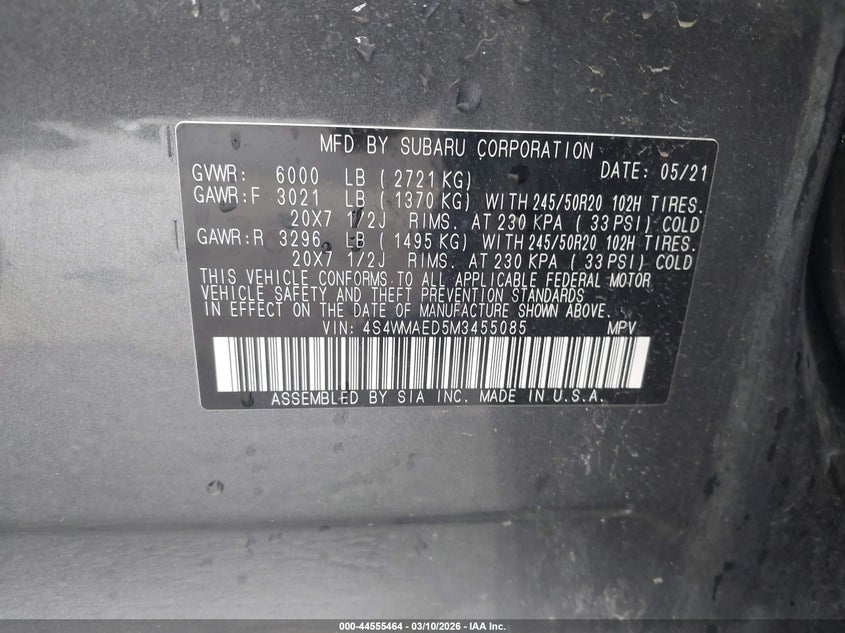 MFD BY SUBARU CORPORATION
GVWR: 6000 LB ( 2721 KG) DATE: 05/21
GAWR:F 3021 LB ( 1370 KG) WITH 245/50R20 102H TIRES.
20X7 1/2J RIMS. AT 230 KPA ( 33 PSI) COLD
GAWR:R 3296 LB ( 1495 KG) WITH 245/50R20 102H TIRES.
20X7 1/2J RIMS. AT 230 KPA ( 33 PSI) COLD
THIS VEHICLE CONFORMS TO ALL APPLICABLE FEDERAL MOTOR
VEHICLE SAFETY AND THEFT PREVENTION STANDARDS
IN EFFECT ON THE DATE OF MANUFACTURE SHOWN ABOVE.
VIN: 4S4WMAED5M3455085 MPV
ASSEMBLED BY SIA INC. MADE IN U.S.A.
000-44555464 - 03/10/2026 - IAA Inc.